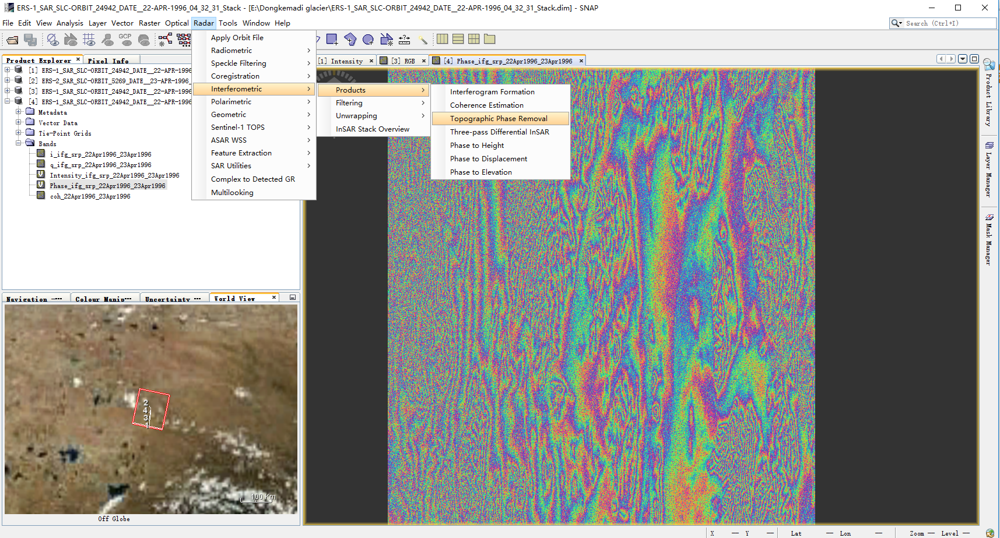 ERS-1_SAR_SLC-ORBIT_24942_DATE__22-APR-1996_04_32_31_Stack - [E:\Dongkemadi glacier\ERS-1_SAR_SLC-ORBIT_24942_DATE__22-APR-1996_04_32_31_Stack.dim] - SNAP
File Edit View Analysis Layer Vector Raster Optical Radar Tools Window Help
Search (Ctrl+I)
GCP
Product Explorer × Pixel Info
[1] Intensity × [3] RGB × [4] Phase_ifg_srp_22Apr1996_23Apr1996 ×
[1] ERS-1_SAR_SLC-ORBIT_24942_DATE__22-APR-1996
[2] ERS-2_SAR_SLC-ORBIT_5269_DATE__23-APR-1996_
[3] ERS-1_SAR_SLC-ORBIT_24942_DATE__22-APR-1996
[4] ERS-1_SAR_SLC-ORBIT_24942_DATE__22-APR-1996
Metadata
Vector Data
Tie-Point Grids
Bands
i_ifg_srp_22Apr1996_23Apr1996
q_ifg_srp_22Apr1996_23Apr1996
Intensity_ifg_srp_22Apr1996_23Apr1996
Phase_ifg_srp_22Apr1996_23Apr1996
coh_22Apr1996_23Apr1996
Apply Orbit File
Radiometric
Speckle Filtering
Coregistration
Interferometric
Polarimetric
Geometric
Sentinel-1 TOPS
ASAR WSS
Feature Extraction
SAR Utilities
Complex to Detected GR
Multilooking
Products
Filtering
Unwrapping
InSAR Stack Overview
Interferogram Formation
Coherence Estimation
Topographic Phase Removal
Three-pass Differential InSAR
Phase to Height
Phase to Displacement
Phase to Elevation
Product Library
Layer Manager
Mask Manager
Navigation —··· Colour Manip··· Uncertainty ··· World View ×
2
4
3
1
100 Km
Off Globe
X — Y — Lat — Lon — Zoom — Level —